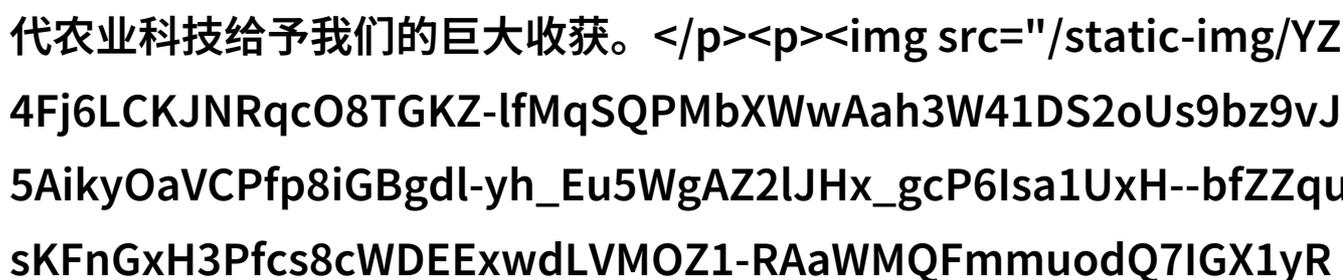 代农业科技给予我们的巨大收获。</p><p><img src="/static-img/YZ
4Fj6LCKJNRqcO8TGKZ-lfMqSQPMbXWwAah3W41DS2oUs9bz9vJ
5AikyOaVCPfp8iGBgdl-yh_Eu5WgAZ2lJHx_gcP6Isa1UxH--bfZZqu
sKFnGxH3Pfcs8cWDEExwdLVMOZ1-RAaWMQFmmuodQ7IGX1yR